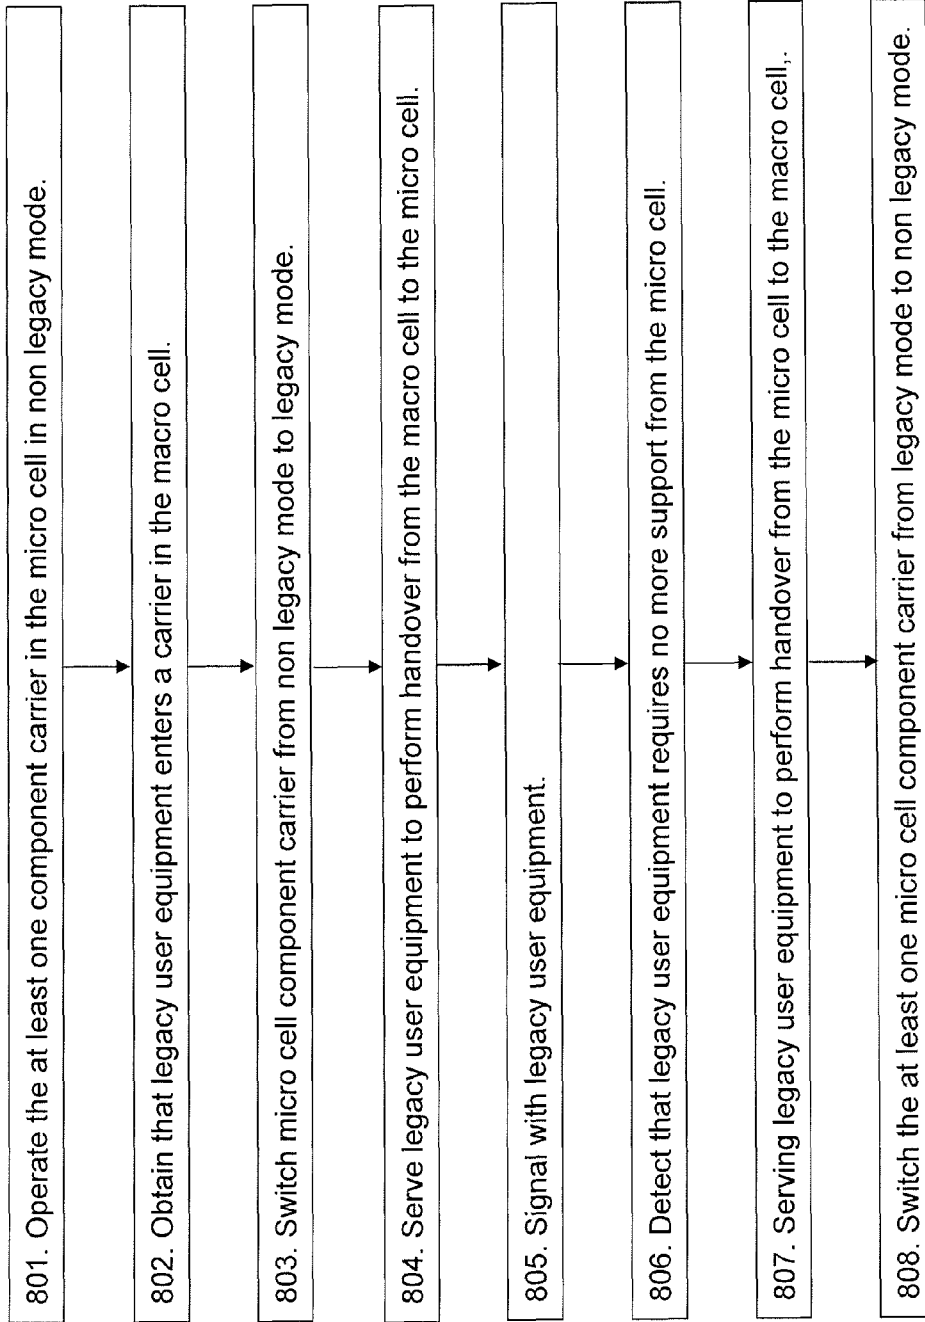 801. Operate the at least one component carrier in the micro cell in non legacy mode.
802. Obtain that legacy user equipment enters a carrier in the macro cell.
803. Switch micro cell component carrier from non legacy mode to legacy mode.
804. Serve legacy user equipment to perform handover from the macro cell to the micro cell.
805. Signal with legacy user equipment.
806. Detect that legacy user equipment requires no more support from the micro cell.
807. Serving legacy user equipment to perform handover from the micro cell to the macro cell,.
808. Switch the at least one micro cell component carrier from legacy mode to non legacy mode.